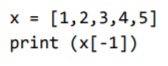 x = [1,2,3,4,5]
print (x[-1])